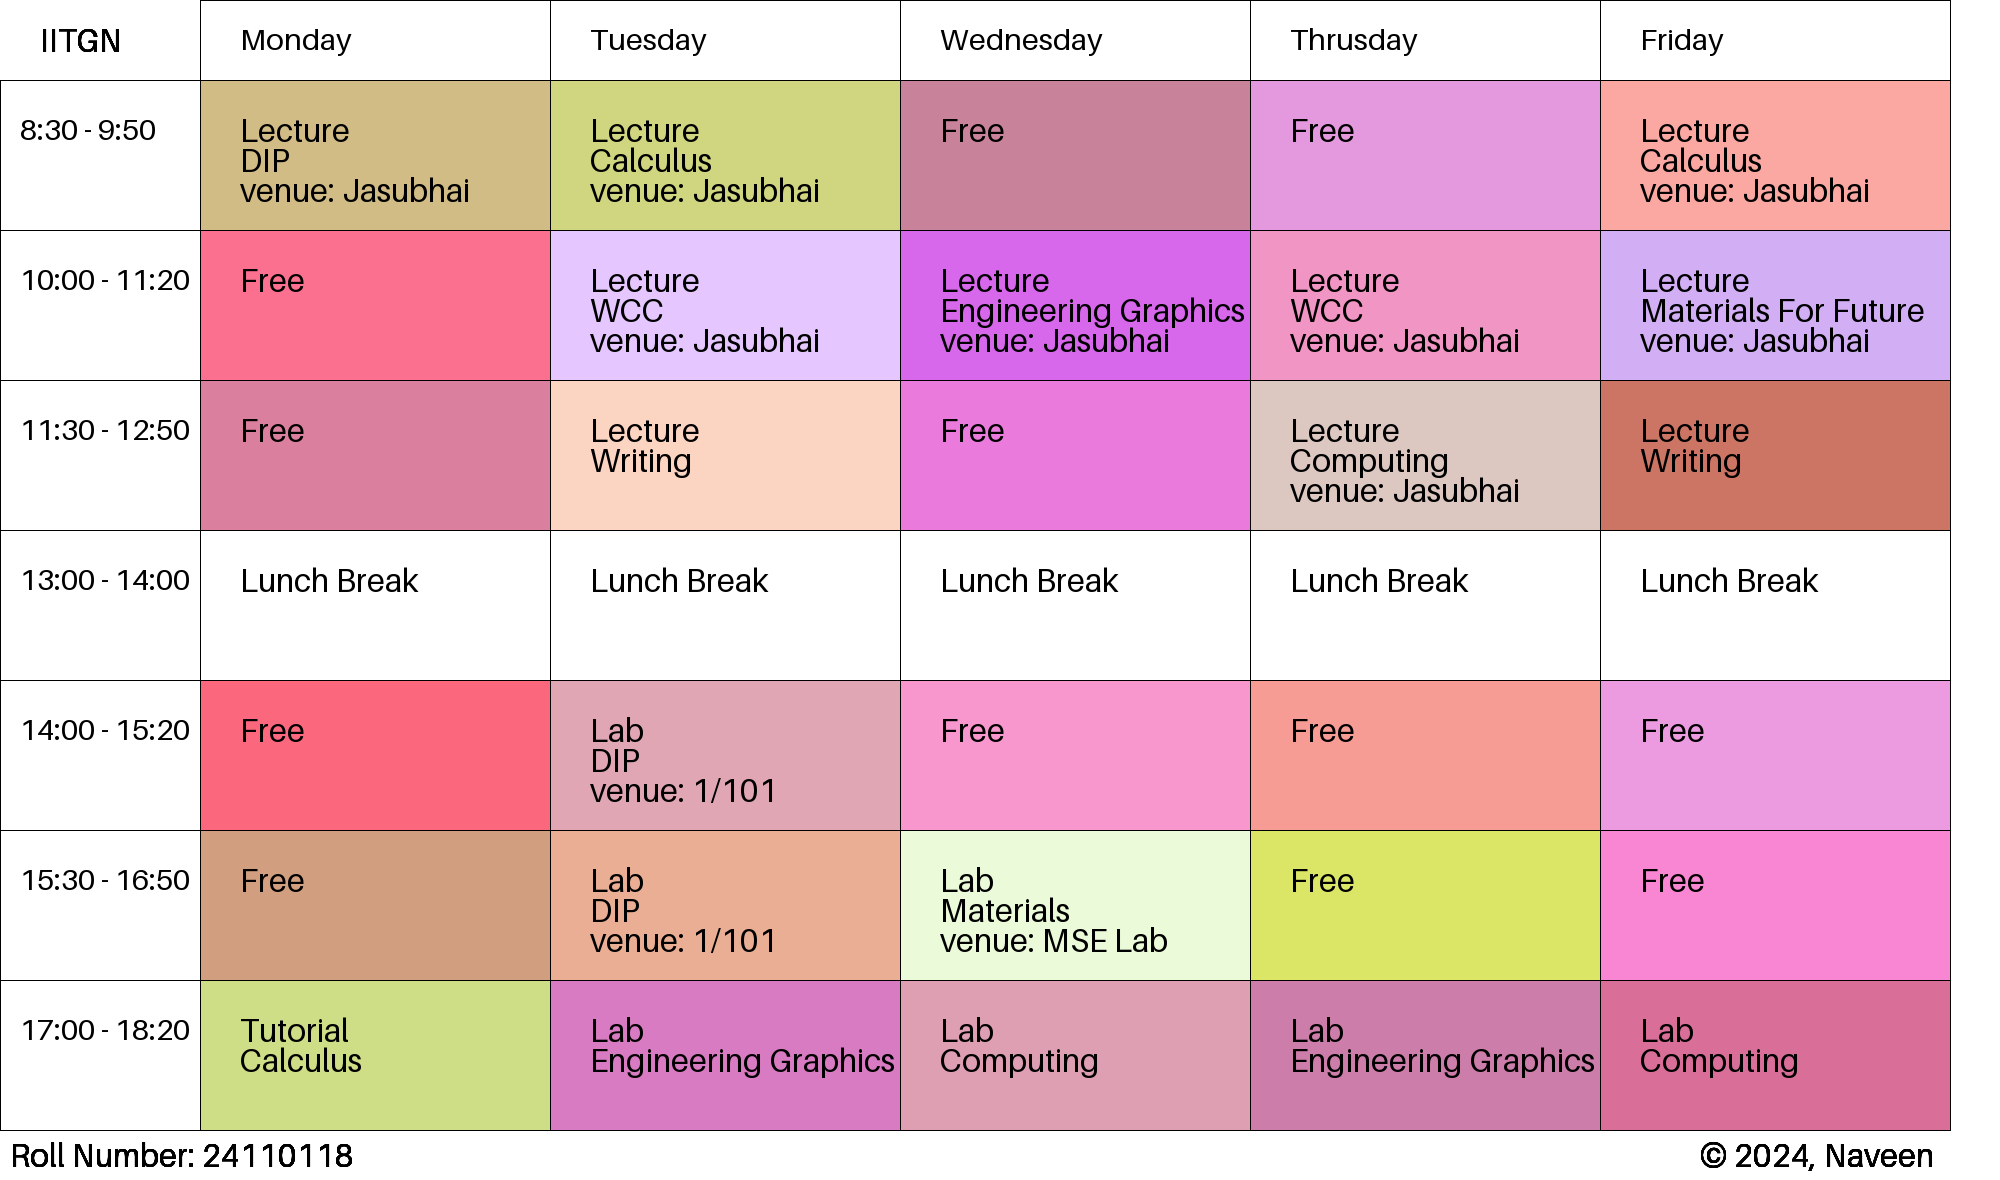 IITGN Monday Tuesday Wednesday Thrusday Friday
8:30 - 9:50
Lecture
DIP
venue: Jasubhai
Lecture
Calculus
venue: Jasubhai
Free
Free
Lecture
Calculus
venue: Jasubhai
10:00 - 11:20
Free
Lecture
WCC
venue: Jasubhai
Lecture
Engineering Graphics
venue: Jasubhai
Lecture
WCC
venue: Jasubhai
Lecture
Materials For Future
venue: Jasubhai
11:30 - 12:50
Free
Lecture
Writing
Free
Lecture
Computing
venue: Jasubhai
Lecture
Writing
13:00 - 14:00
Lunch Break
Lunch Break
Lunch Break
Lunch Break
Lunch Break
14:00 - 15:20
Free
Lab
DIP
venue: 1/101
Free
Free
Free
15:30 - 16:50
Free
Lab
DIP
venue: 1/101
Lab
Materials
venue: MSE Lab
Free
Free
17:00 - 18:20
Tutorial
Calculus
Lab
Engineering Graphics
Lab
Computing
Lab
Engineering Graphics
Lab
Computing
Roll Number: 24110118
© 2024, Naveen